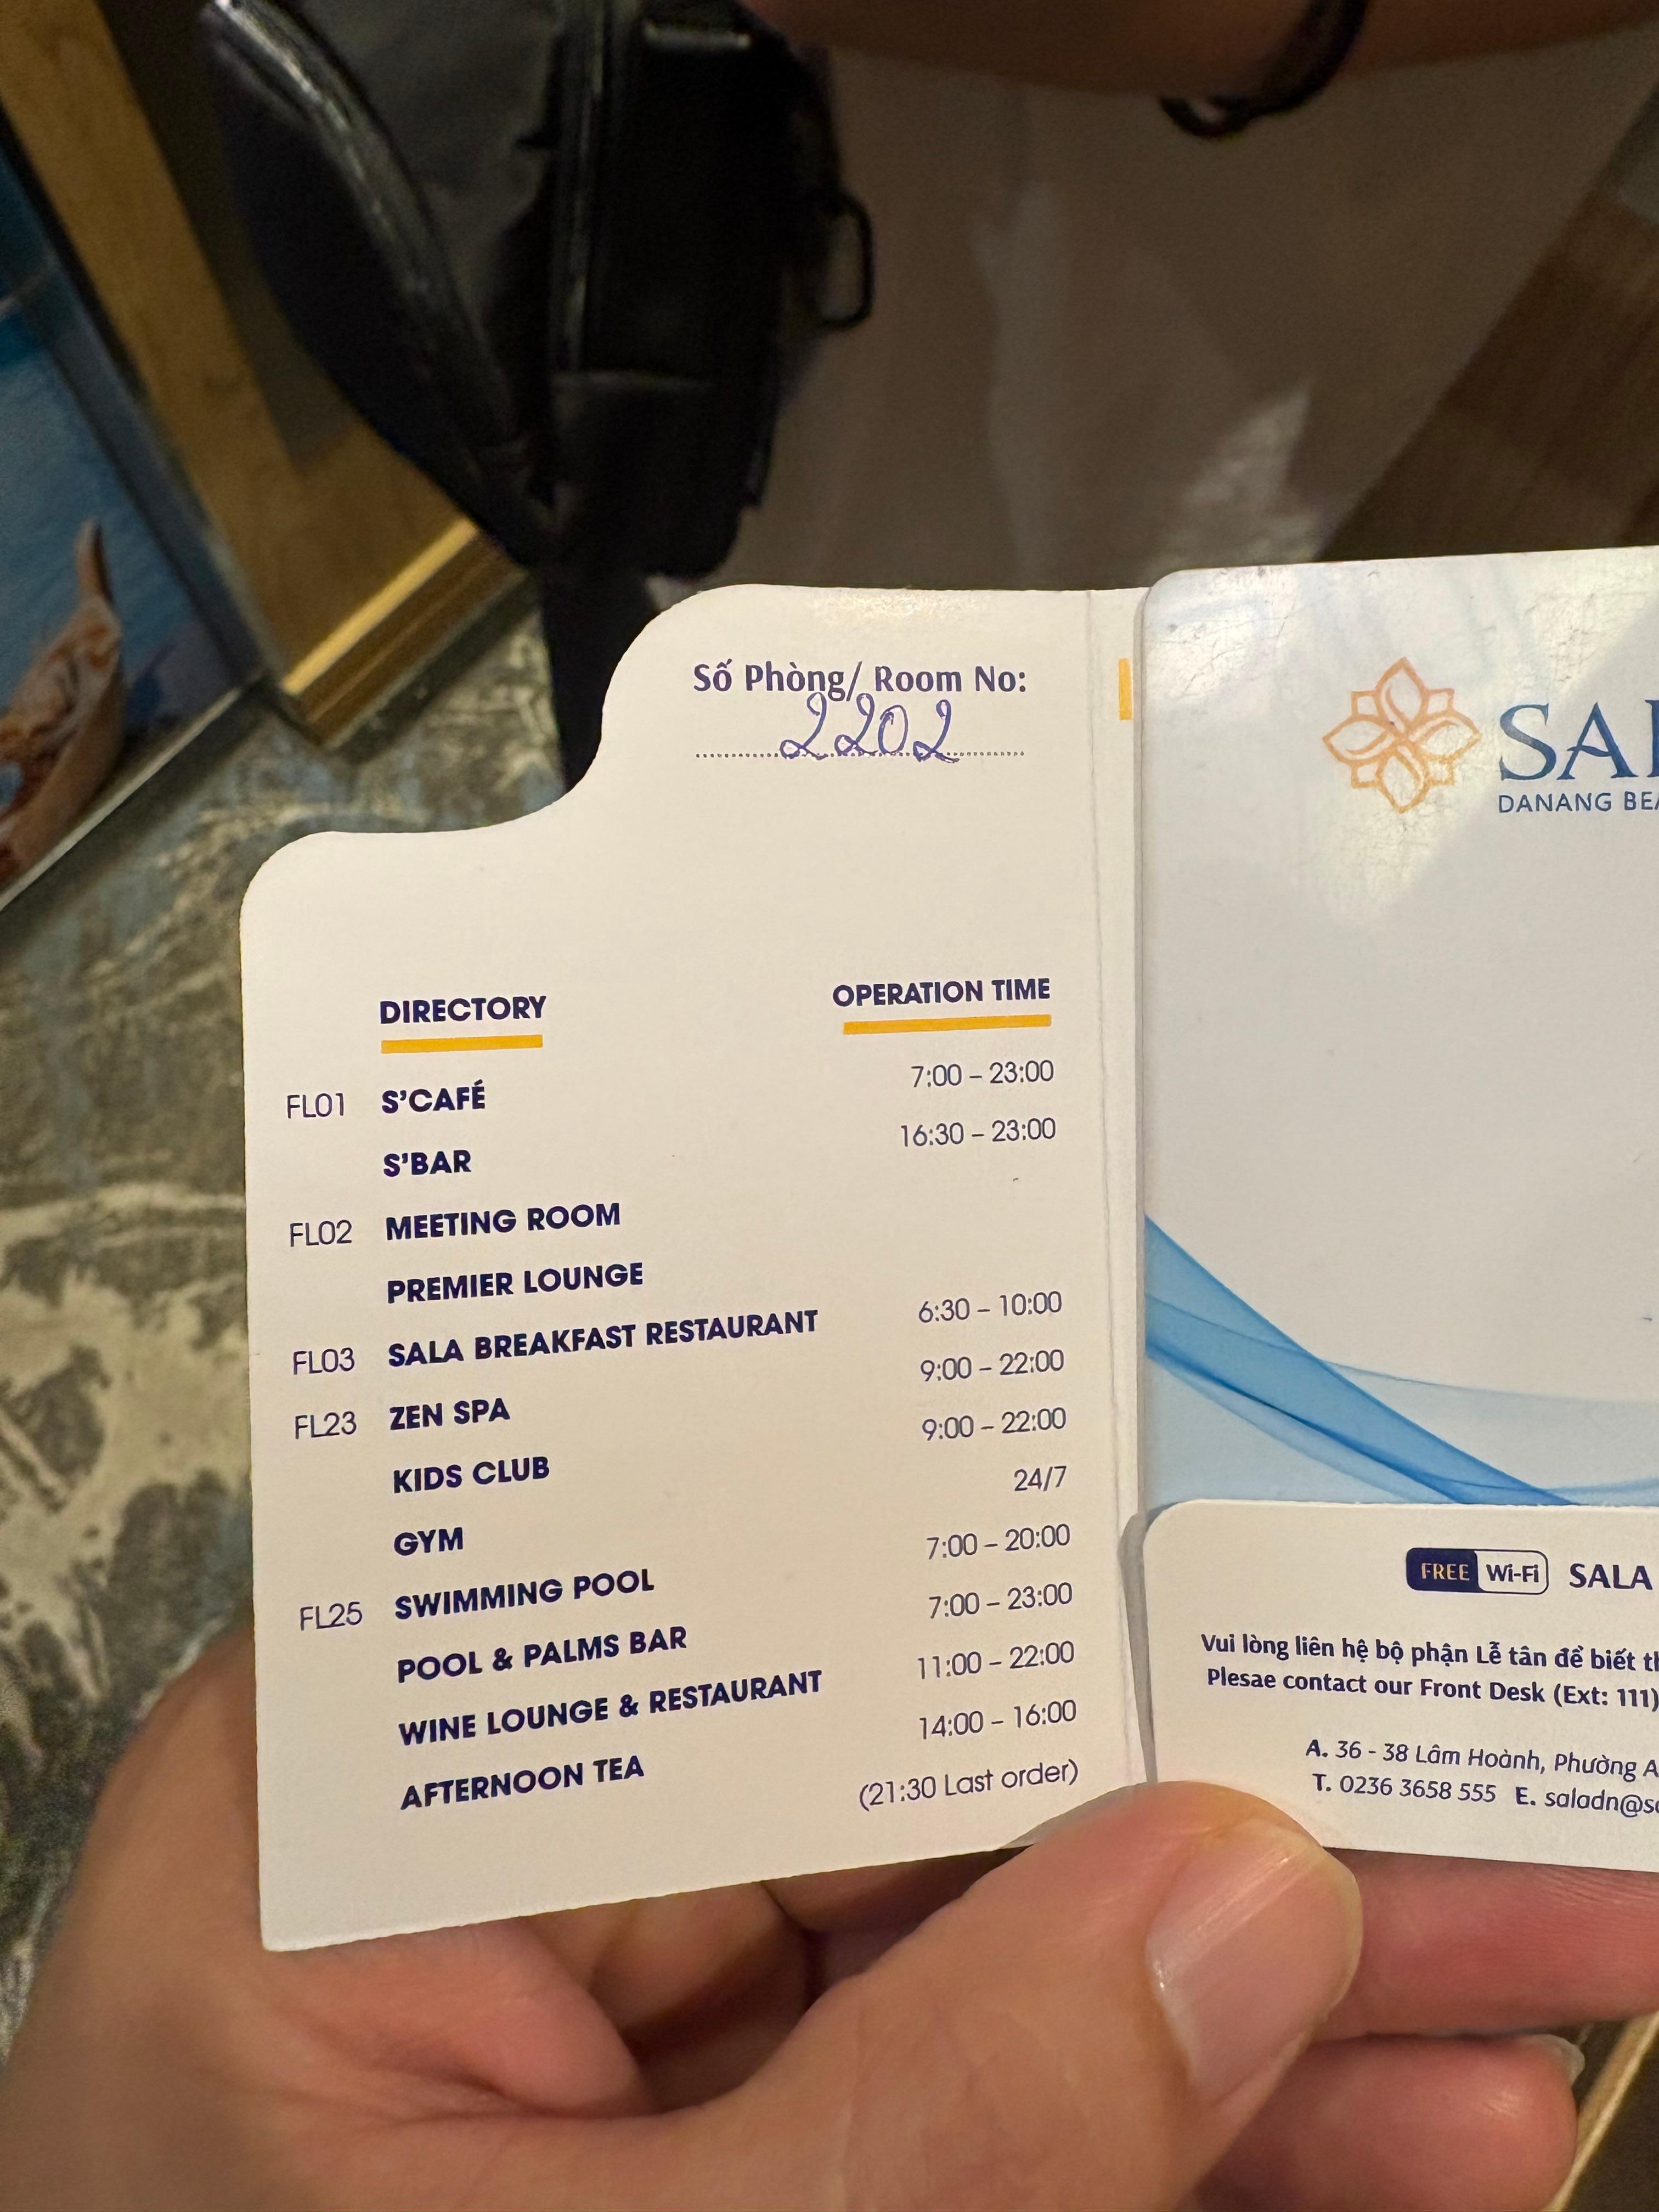 Số Phòng/ Room No:
2202
DIRECTORY OPERATION TIME
FL01 S'CAFÉ 7:00 – 23:00
S'BAR 16:30 – 23:00
FL02 MEETING ROOM
PREMIER LOUNGE
FL03 SALA BREAKFAST RESTAURANT 6:30 – 10:00
FL23 ZEN SPA 9:00 – 22:00
KIDS CLUB 9:00 – 22:00
GYM 24/7
FL25 SWIMMING POOL 7:00 – 20:00
POOL & PALMS BAR 7:00 – 23:00
WINE LOUNGE & RESTAURANT 11:00 – 22:00
AFTERNOON TEA 14:00 – 16:00
(21:30 Last order)
DANANG
FREE Wi-Fi SALA
Vui lòng liên hệ bộ phận Lễ tân để biết
Plesae contact our Front Desk (Ext: 111)
A. 36 - 38 Lâm Hoành, Phường
T. 0236 3658 555 E.